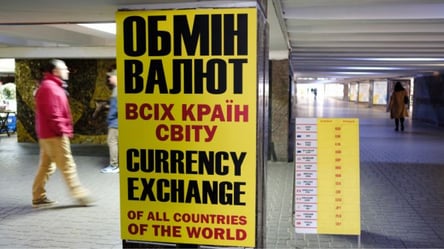 ОБМІН
ВАЛЮТ
ВСІХ КРАЇН
СВІТУ
CURRENCY
EXCHANGE
OF ALL COUNTRIES
OF THE WORLD